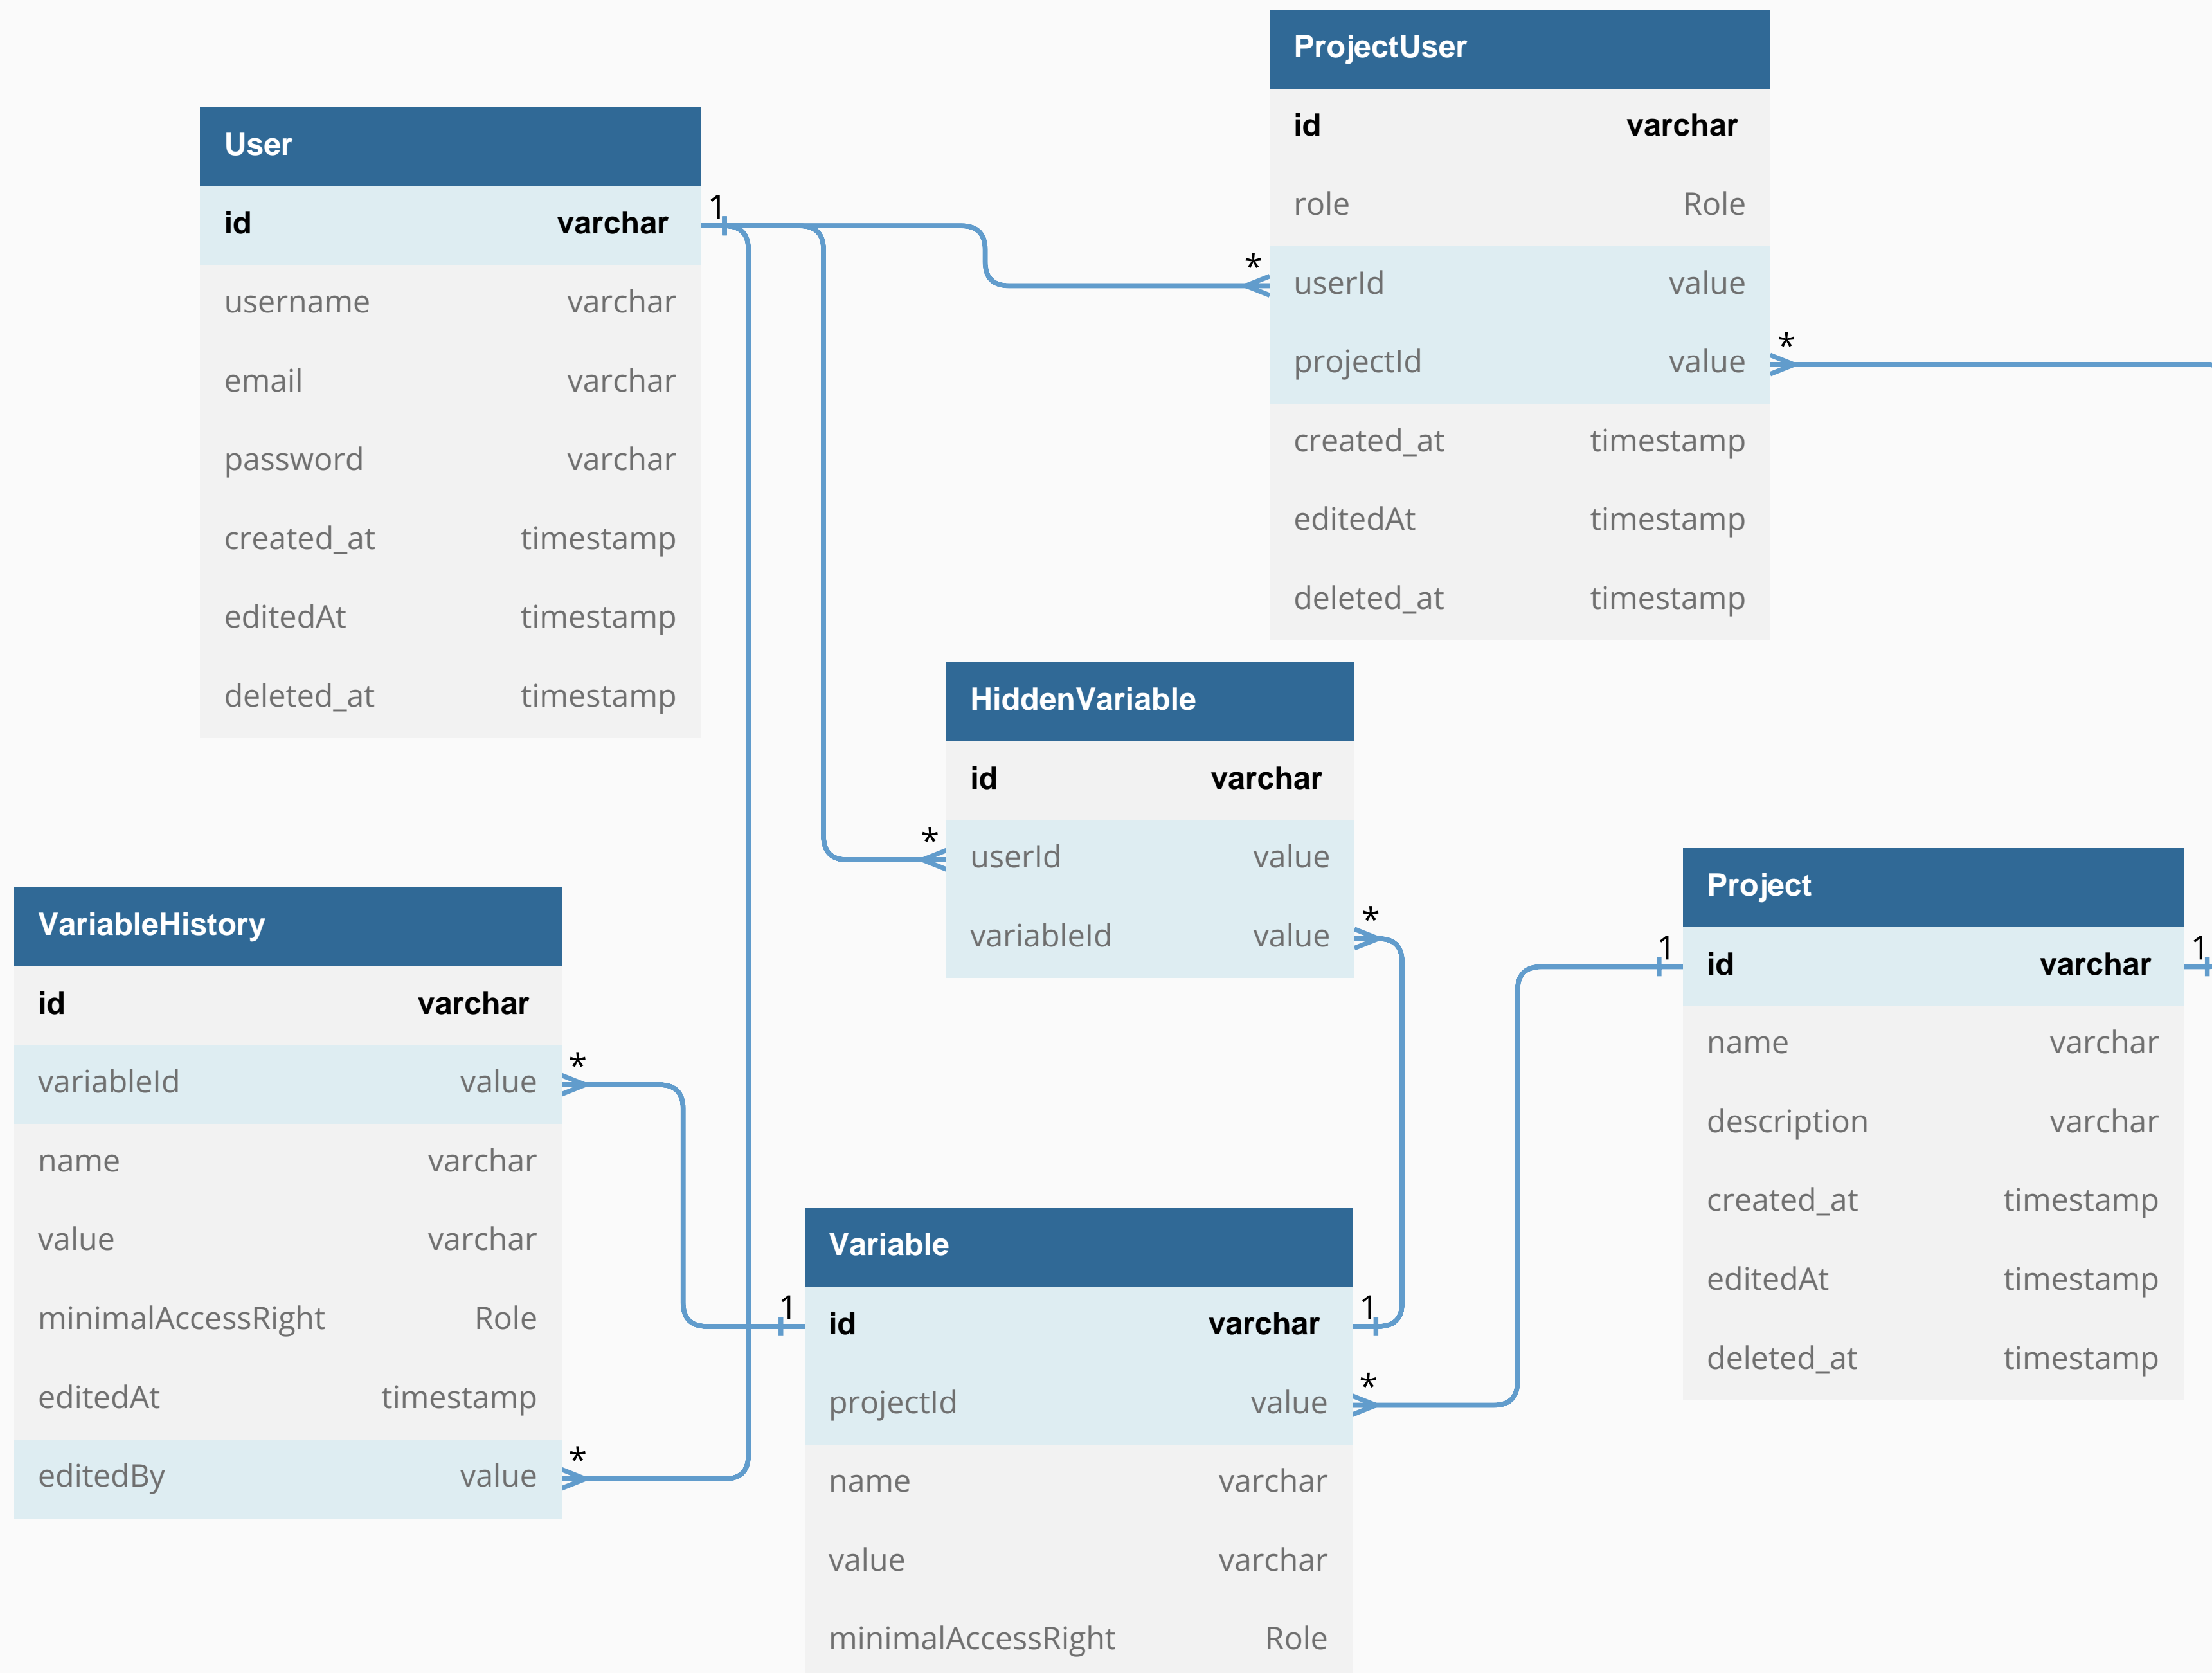 ProjectUser
id varchar
role Role
userId value
projectId value
created_at timestamp
editedAt timestamp
deleted_at timestamp
User
id varchar
username varchar
email varchar
password varchar
created_at timestamp
editedAt timestamp
deleted_at timestamp
1
*
*
HiddenVariable
id varchar
userId value
variableId value
*
*
Project
id varchar
name varchar
description varchar
created_at timestamp
editedAt timestamp
deleted_at timestamp
1
1
VariableHistory
id varchar
variableId value
name varchar
value varchar
minimalAccessRight Role
editedAt timestamp
editedBy value
*
*
Variable
id varchar
projectId value
name varchar
value varchar
minimalAccessRight Role
1
1
*